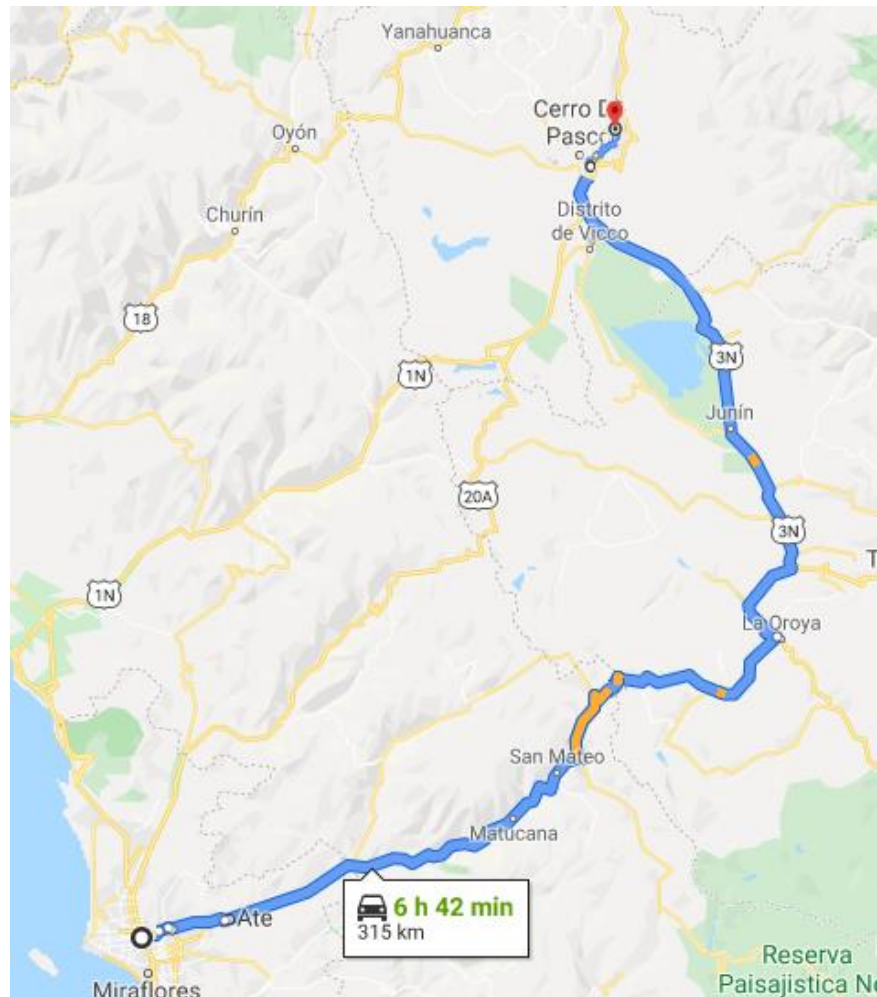 Yanahuanca
Cerro D
Pasco
Oyón
Churín
Distrito
de Vicco
18
1N
3N
Junín
20A
3N
1N
T
La Oroya
San Mateo
Matucana
6 h 42 min
315 km
Ate
Miraflores
Reserva
Paisajistica No